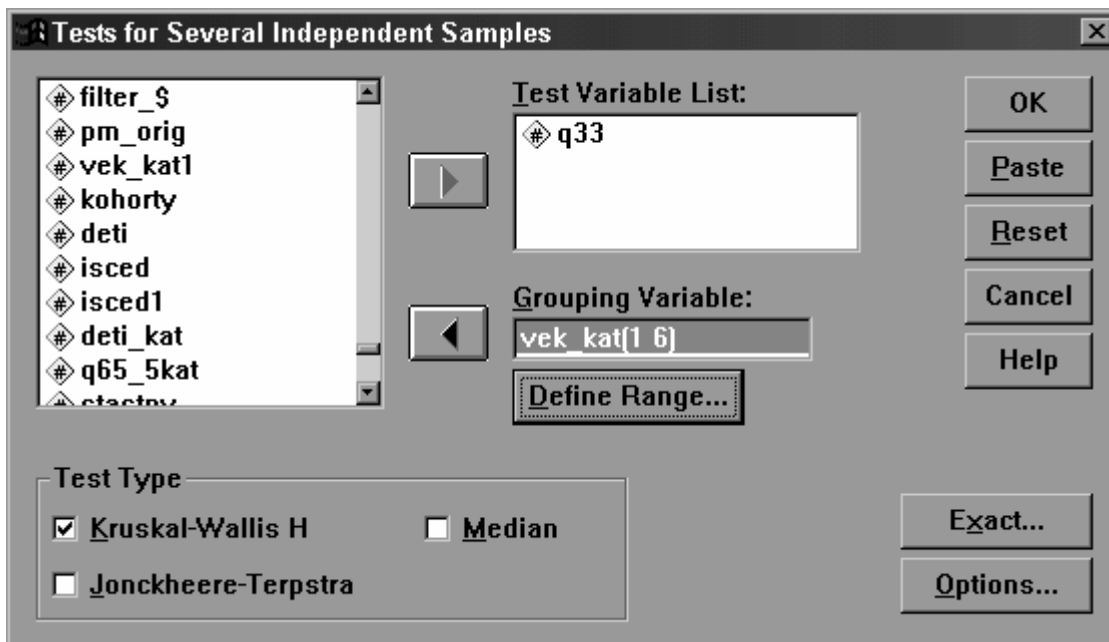 Tests for Several Independent Samples
filter_$
pm_orig
vek_kat1
kohorty
deti
isced
isced1
deti_kat
q65_5kat
Test Variable List:
q33
Grouping Variable:
vek_kat(1 6)
Define Range...
OK
Paste
Reset
Cancel
Help
Test Type
Kruskal-Wallis H
Median
Jonckheere-Terpstra
Exact...
Options...